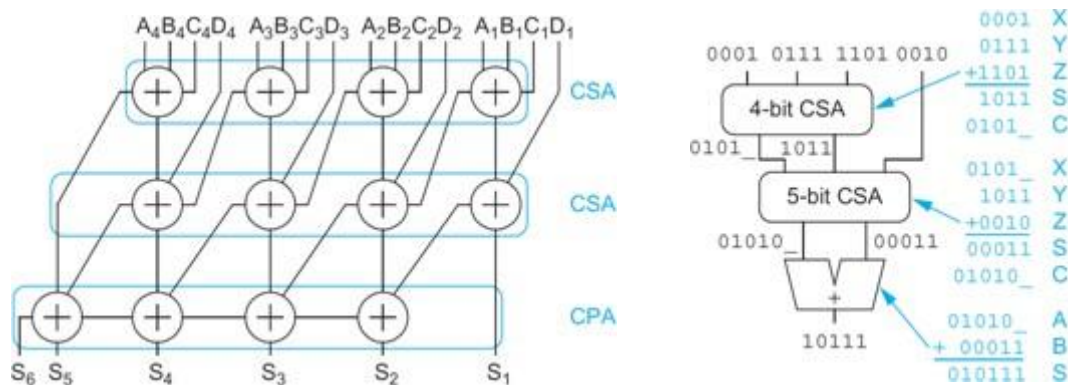 A4B4C4D4 A3B3C3D3 A2B2C2D2 A1B1C1D1
CSA
CSA
CPA
S6 S5 S4 S3 S2 S1
0001 0111 1101 0010
4-bit CSA
0101_ 1011
5-bit CSA
01010_ 00011
+
10111
0001 X
0111 Y
+1101 Z
1011 S
0101_ C
0101_ X
1011 Y
+0010 Z
00011 S
01010_ C
01010_ A
+ 00011 B
010111 S